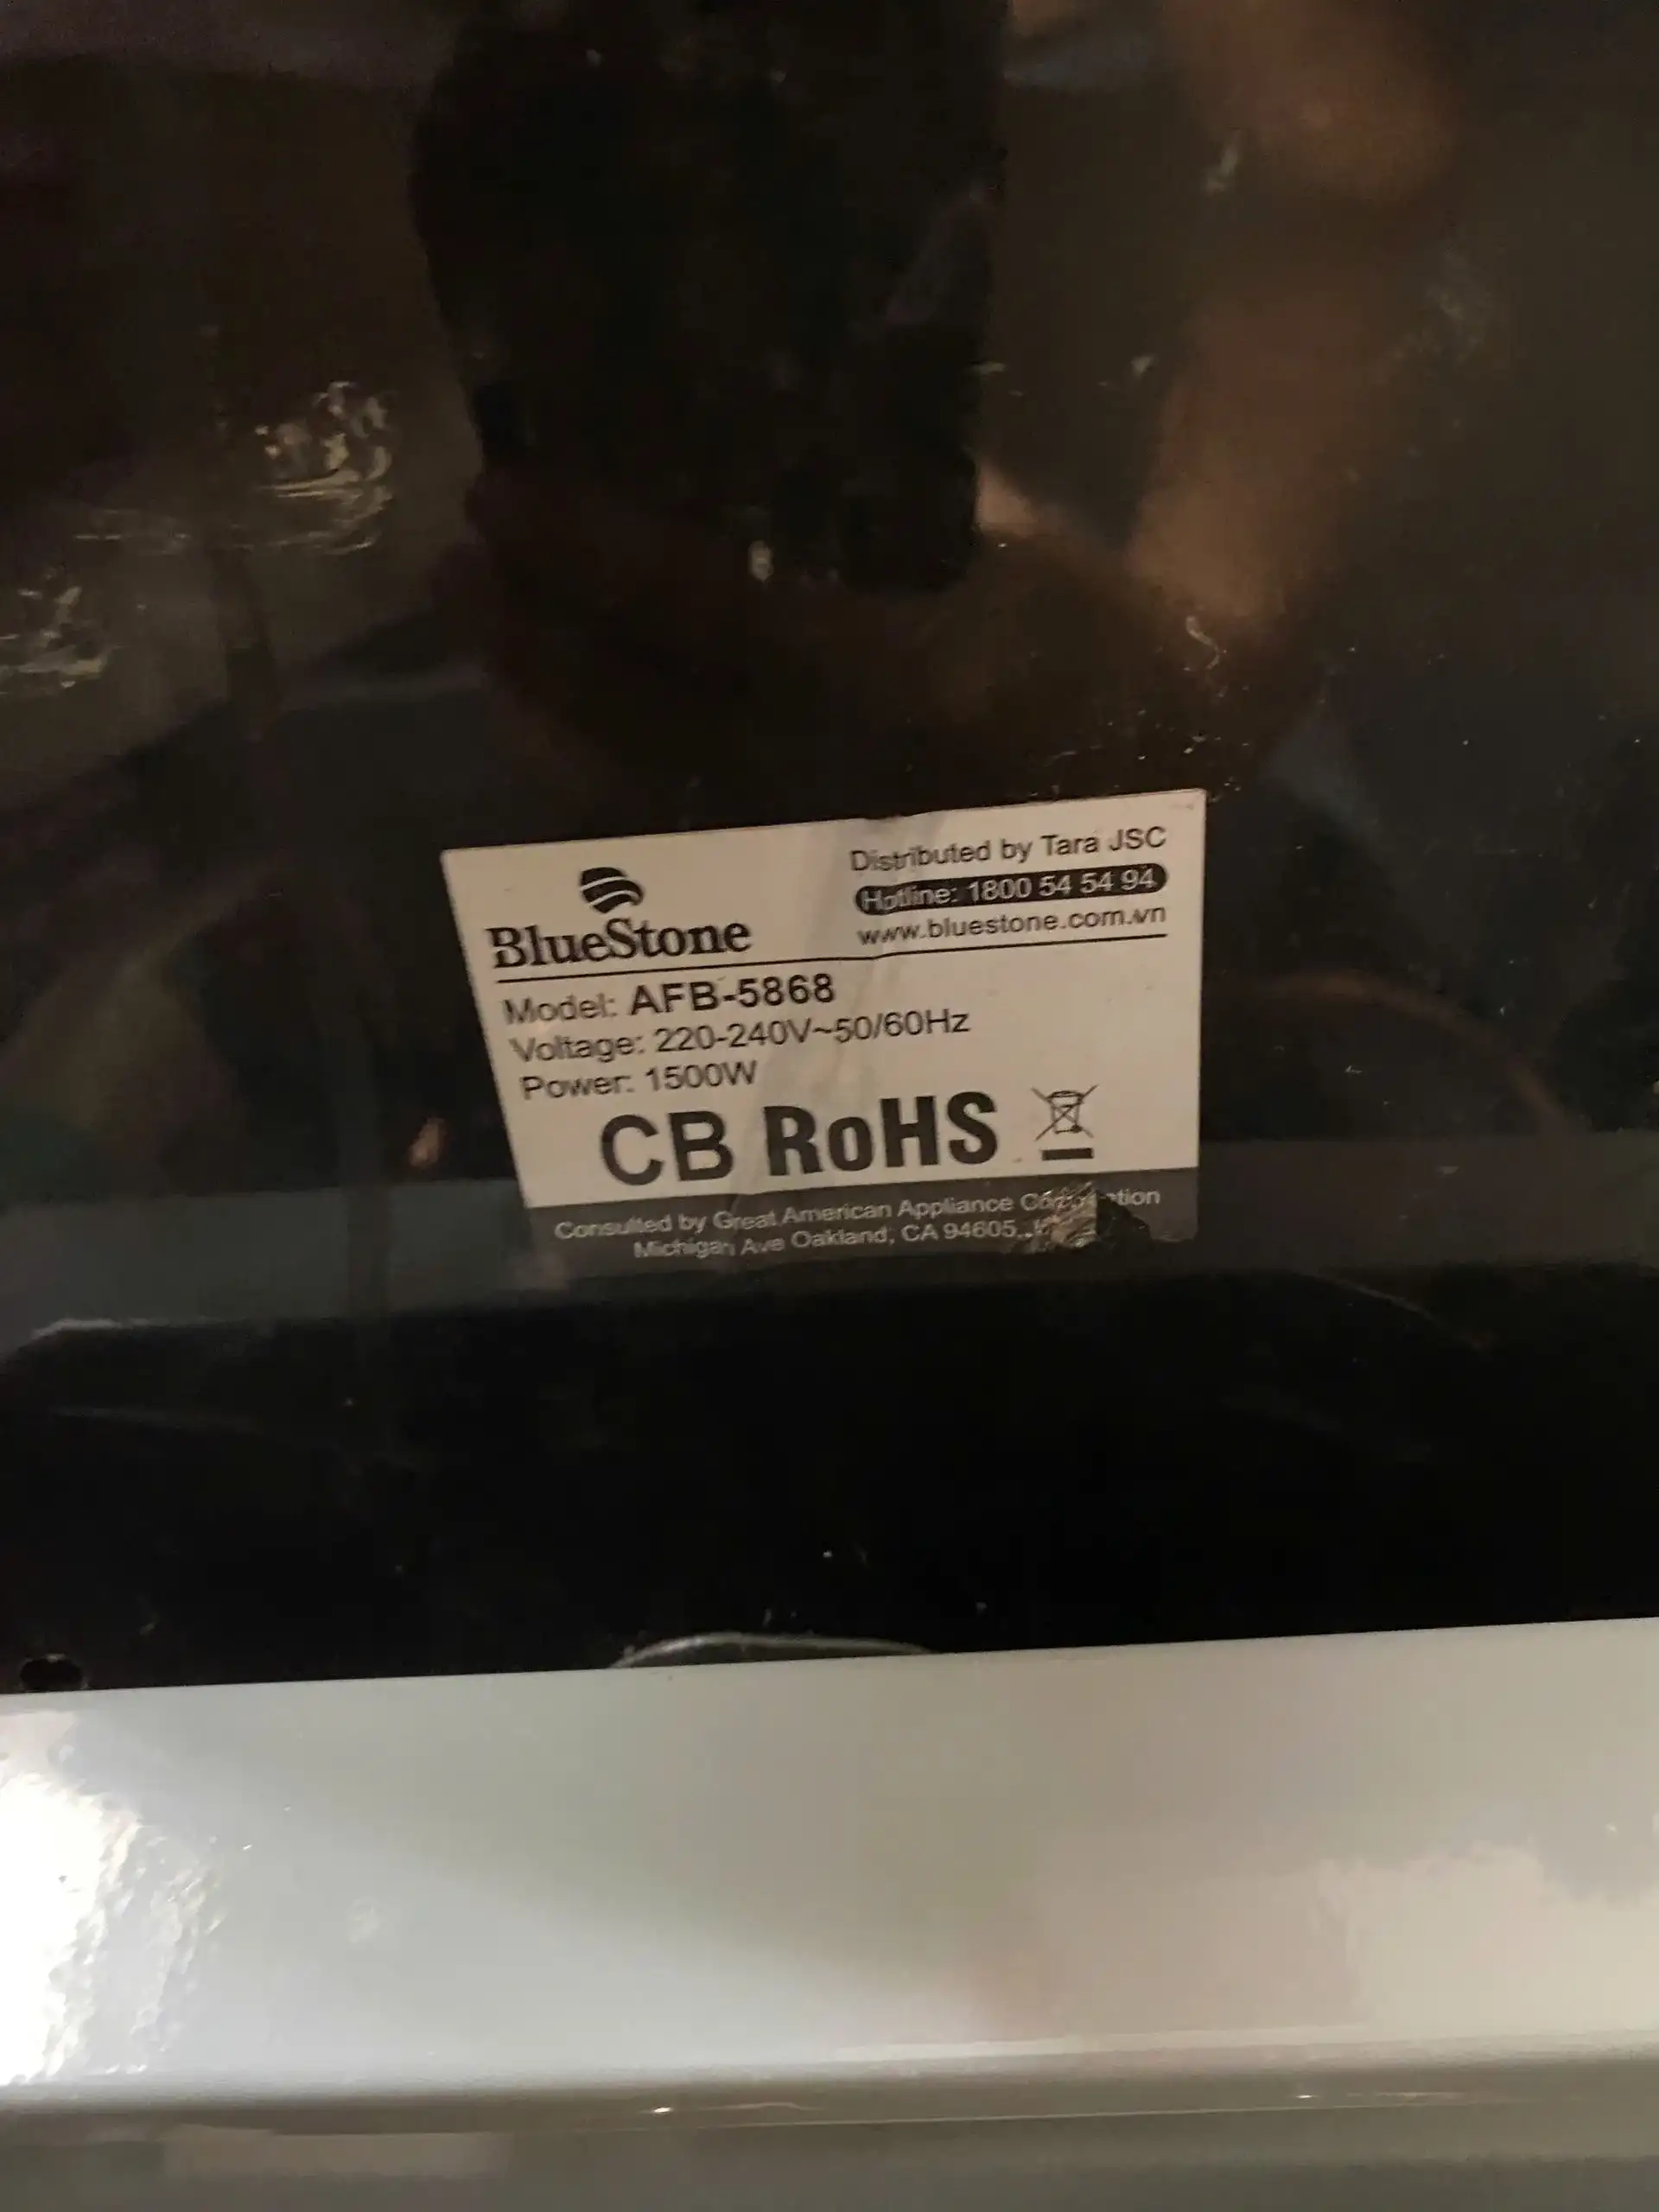 BlueStone
Distributed by Tara JSC
Hotline: 1800 54 54 94
www.bluestone.com.vn
Model: AFB-5868
Voltage: 220-240V~50/60Hz
Power: 1500W
CB RoHS
Consulted by Great American Appliance
Michigan Ave Oakland, CA 94605